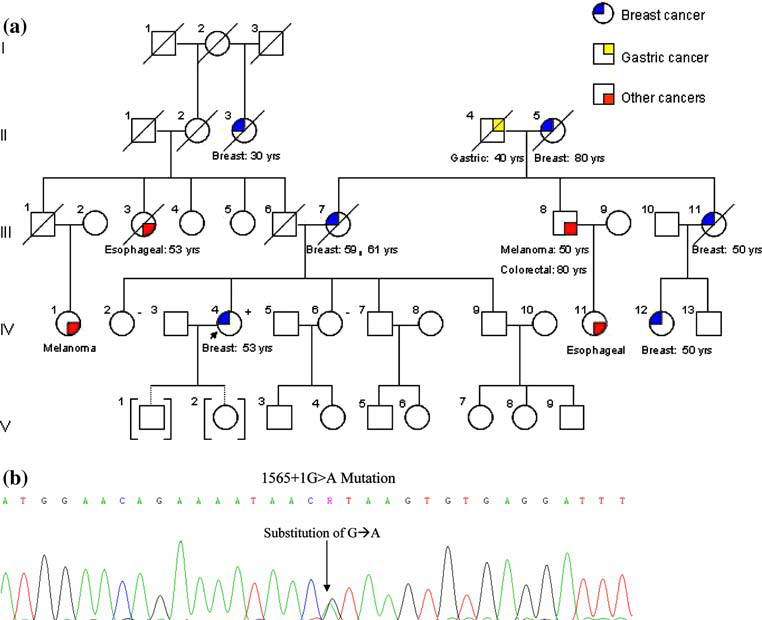 (a)
Breast cancer
Gastric cancer
Other cancers
I
1 2 3
II
1 2 3 4 5
Breast: 30 yrs Gastric: 40 yrs Breast: 80 yrs
III
1 2 3 4 5 6 7 8 9 10 11
Esophageal: 53 yrs Breast: 59, 61 yrs Melanoma: 50 yrs Breast: 50 yrs
Colorectal: 80 yrs
IV
1 2 - 3 4 + 5 6 - 7 8 9 10 11 12 13
Melanoma Breast: 53 yrs Esophageal Breast: 50 yrs
V
1 2 3 4 5 6 7 8 9
(b)
1565+1G>A Mutation
A T G G A A C A G A A A A T A A C R T A A G T G T G A G G A T T T
Substitution of G→A